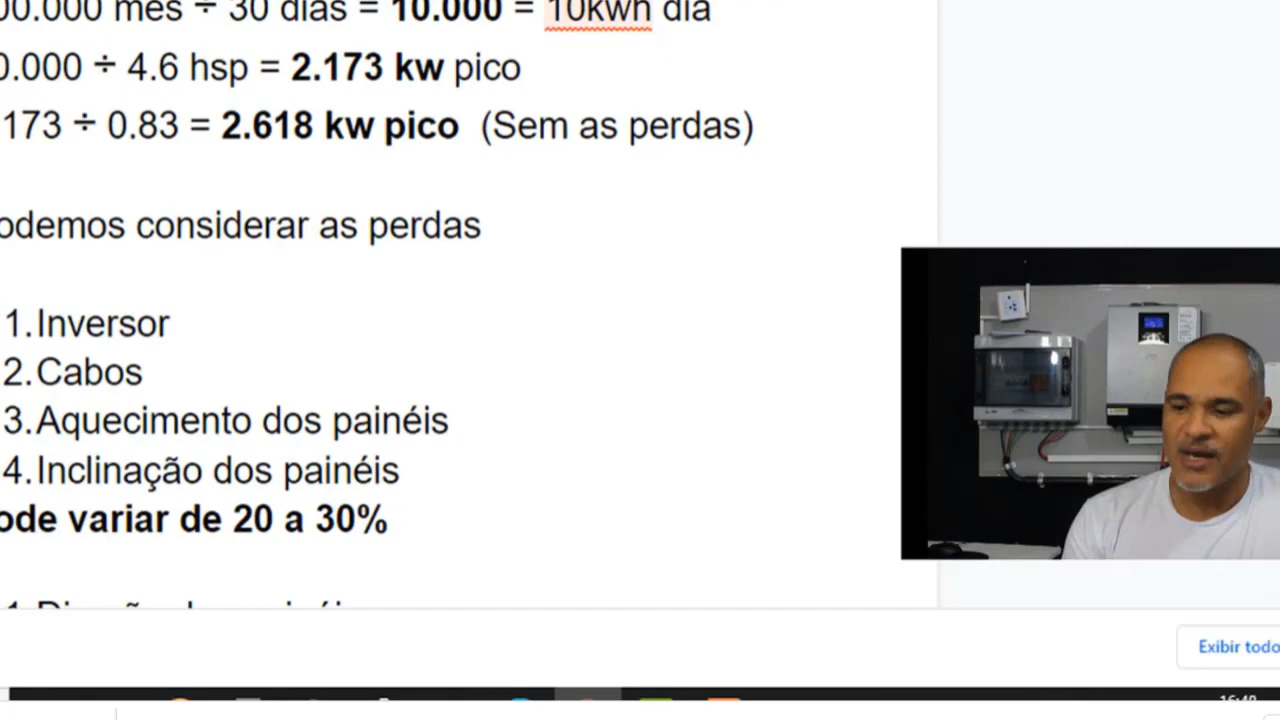 00.000 mês ÷ 30 dias = 10.000 = 10kwh dia
0.000 ÷ 4.6 hsp = 2.173 kw pico
173 ÷ 0.83 = 2.618 kw pico (Sem as perdas)
odemos considerar as perdas
1.Inversor
2.Cabos
3.Aquecimento dos painéis
4.Inclinação dos painéis
ode variar de 20 a 30%
Exibir todo